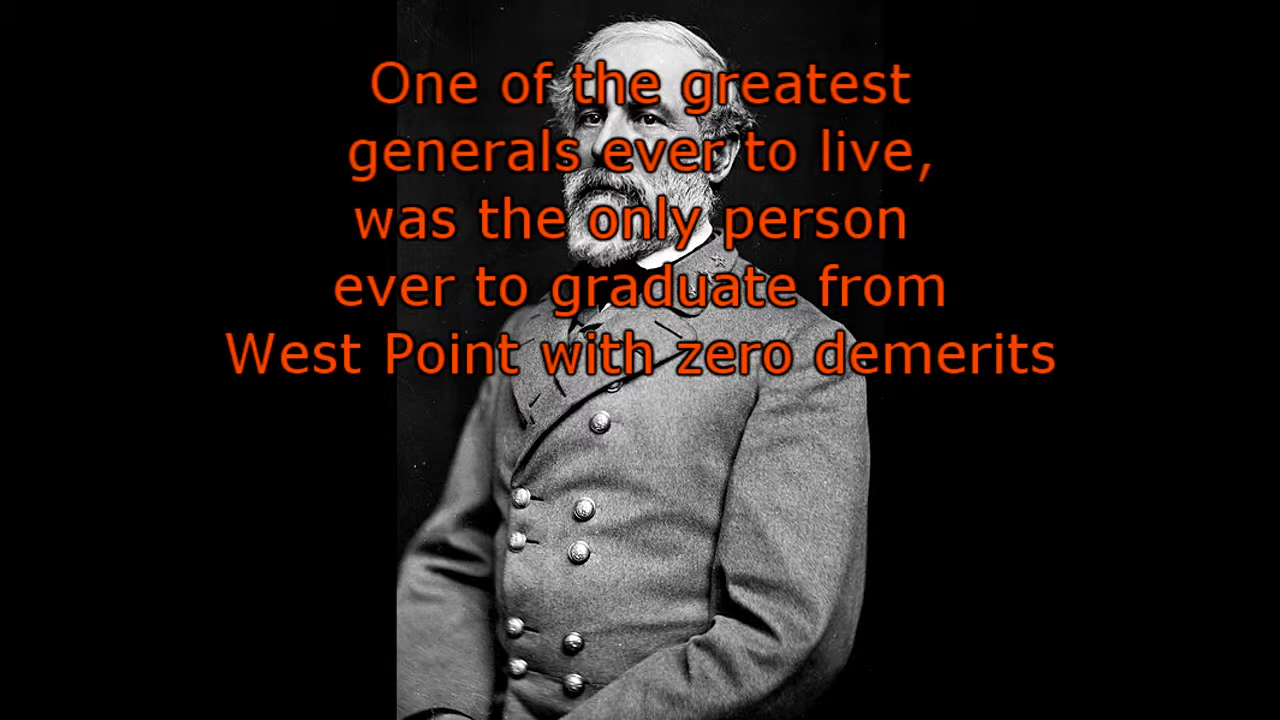 One of the greatest
generals ever to live,
was the only person
ever to graduate from
West Point with zero demerits